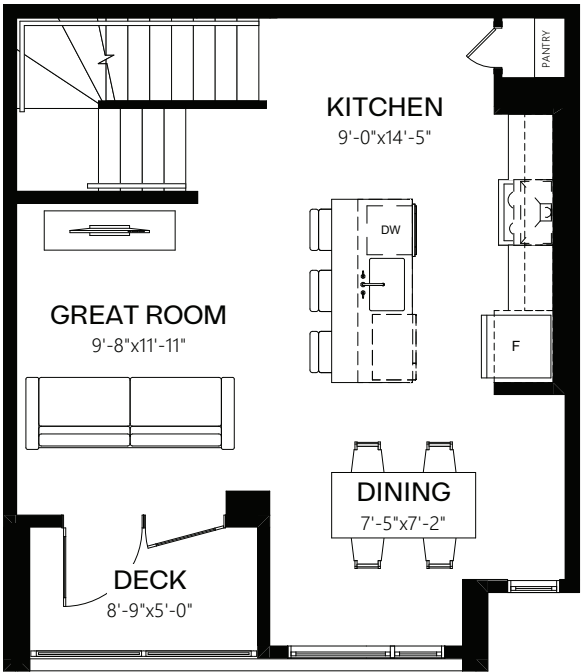 PANTRY
KITCHEN
9'-0"x14'-5"
DW
GREAT ROOM
9'-8"x11'-11"
F
DINING
7'-5"x7'-2"
DECK
8'-9"x5'-0"